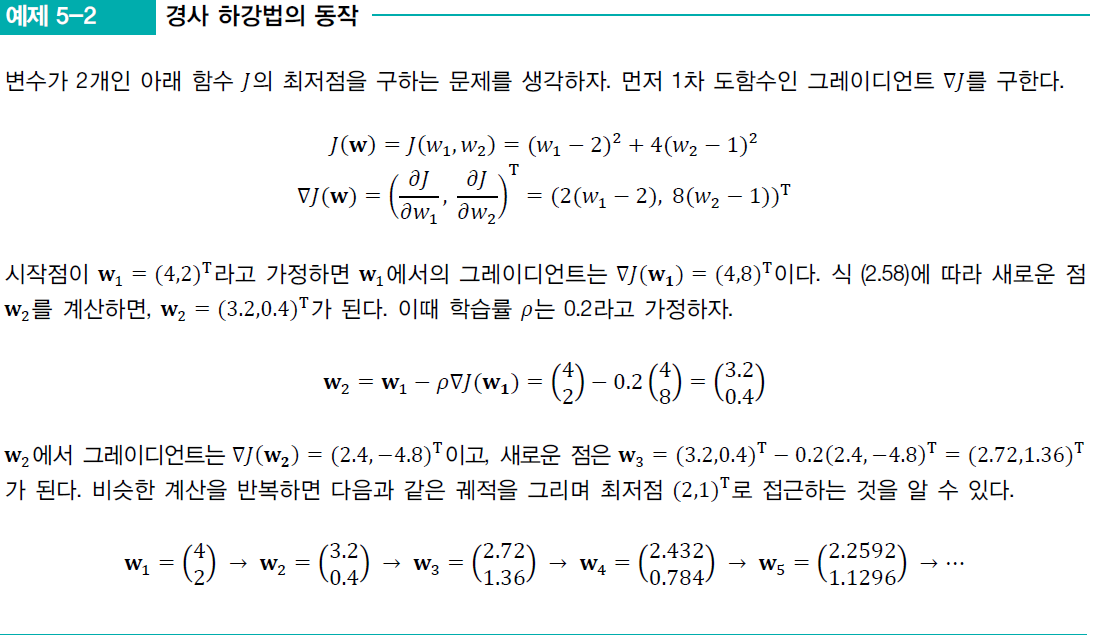 예제 5-2 경사 하강법의 동작
변수가 2개인 아래 함수 J의 최저점을 구하는 문제를 생각하자. 먼저 1차 도함수인 그레이디언트 ∇J를 구한다.
J(𝐰) = J(w₁, w₂) = (w₁ − 2)² + 4(w₂ − 1)²
∇J(𝐰) = (∂J/∂w₁, ∂J/∂w₂)ᵀ = (2(w₁ − 2), 8(w₂ − 1))ᵀ
시작점이 𝐰₁ = (4,2)ᵀ라고 가정하면 𝐰₁에서의 그레이디언트는 ∇J(𝐰₁) = (4,8)ᵀ이다. 식 (2.58)에 따라 새로운 점
𝐰₂를 계산하면, 𝐰₂ = (3.2,0.4)ᵀ가 된다. 이때 학습률 ρ는 0.2라고 가정하자.
𝐰₂ = 𝐰₁ − ρ∇J(𝐰₁) = (4 2) − 0.2(4 8) = (3.2 0.4)
𝐰₂에서 그레이디언트는 ∇J(𝐰₂) = (2.4,−4.8)ᵀ이고, 새로운 점은 𝐰₃ = (3.2,0.4)ᵀ − 0.2(2.4,−4.8)ᵀ = (2.72,1.36)ᵀ
가 된다. 비슷한 계산을 반복하면 다음과 같은 궤적을 그리며 최저점 (2,1)ᵀ로 접근하는 것을 알 수 있다.
𝐰₁ = (4 2) → 𝐰₂ = (3.2 0.4) → 𝐰₃ = (2.72 1.36) → 𝐰₄ = (2.432 0.784) → 𝐰₅ = (2.2592 1.1296) → ⋯